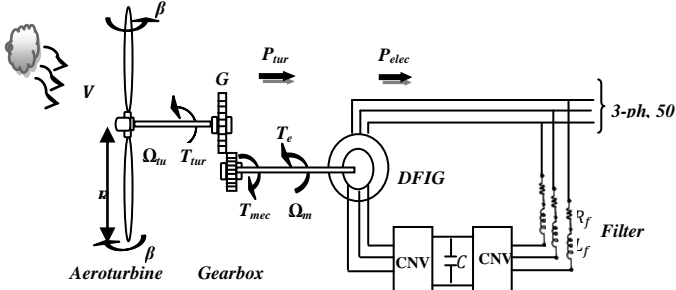 β
P_tur
P_elec
G
V
3-ph, 50
T_e
Ω_tu
T_tur
DFIG
T_mec
Ω_m
R_f
Filter
L_f
CNV
C
CNV
β
Aeroturbine
Gearbox